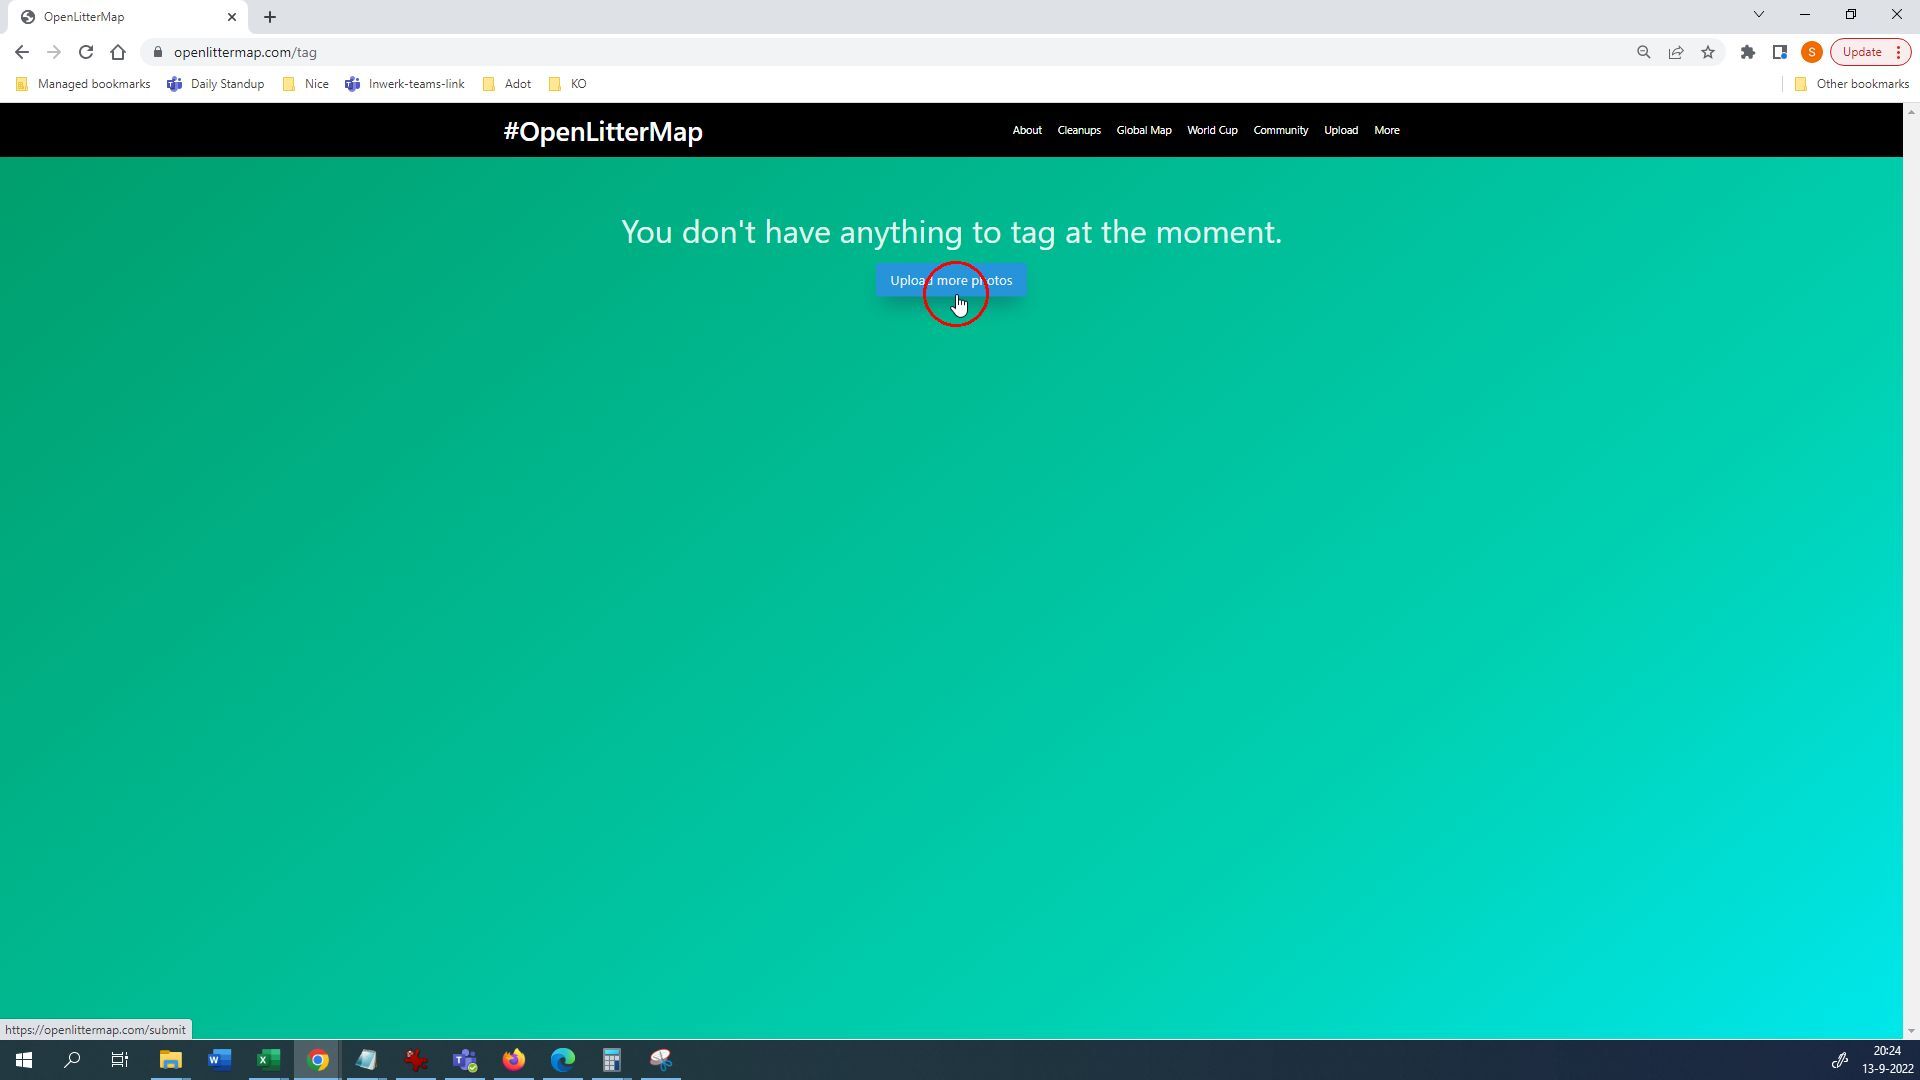 OpenLitterMap
openlittermap.com/tag
S
Update
Managed bookmarks
Daily Standup
Nice
Inwerk-teams-link
Adot
KO
Other bookmarks
#OpenLitterMap
About
Cleanups
Global Map
World Cup
Community
Upload
More
You don't have anything to tag at the moment.
Upload more photos
https://openlittermap.com/submit
20:24
13-9-2022